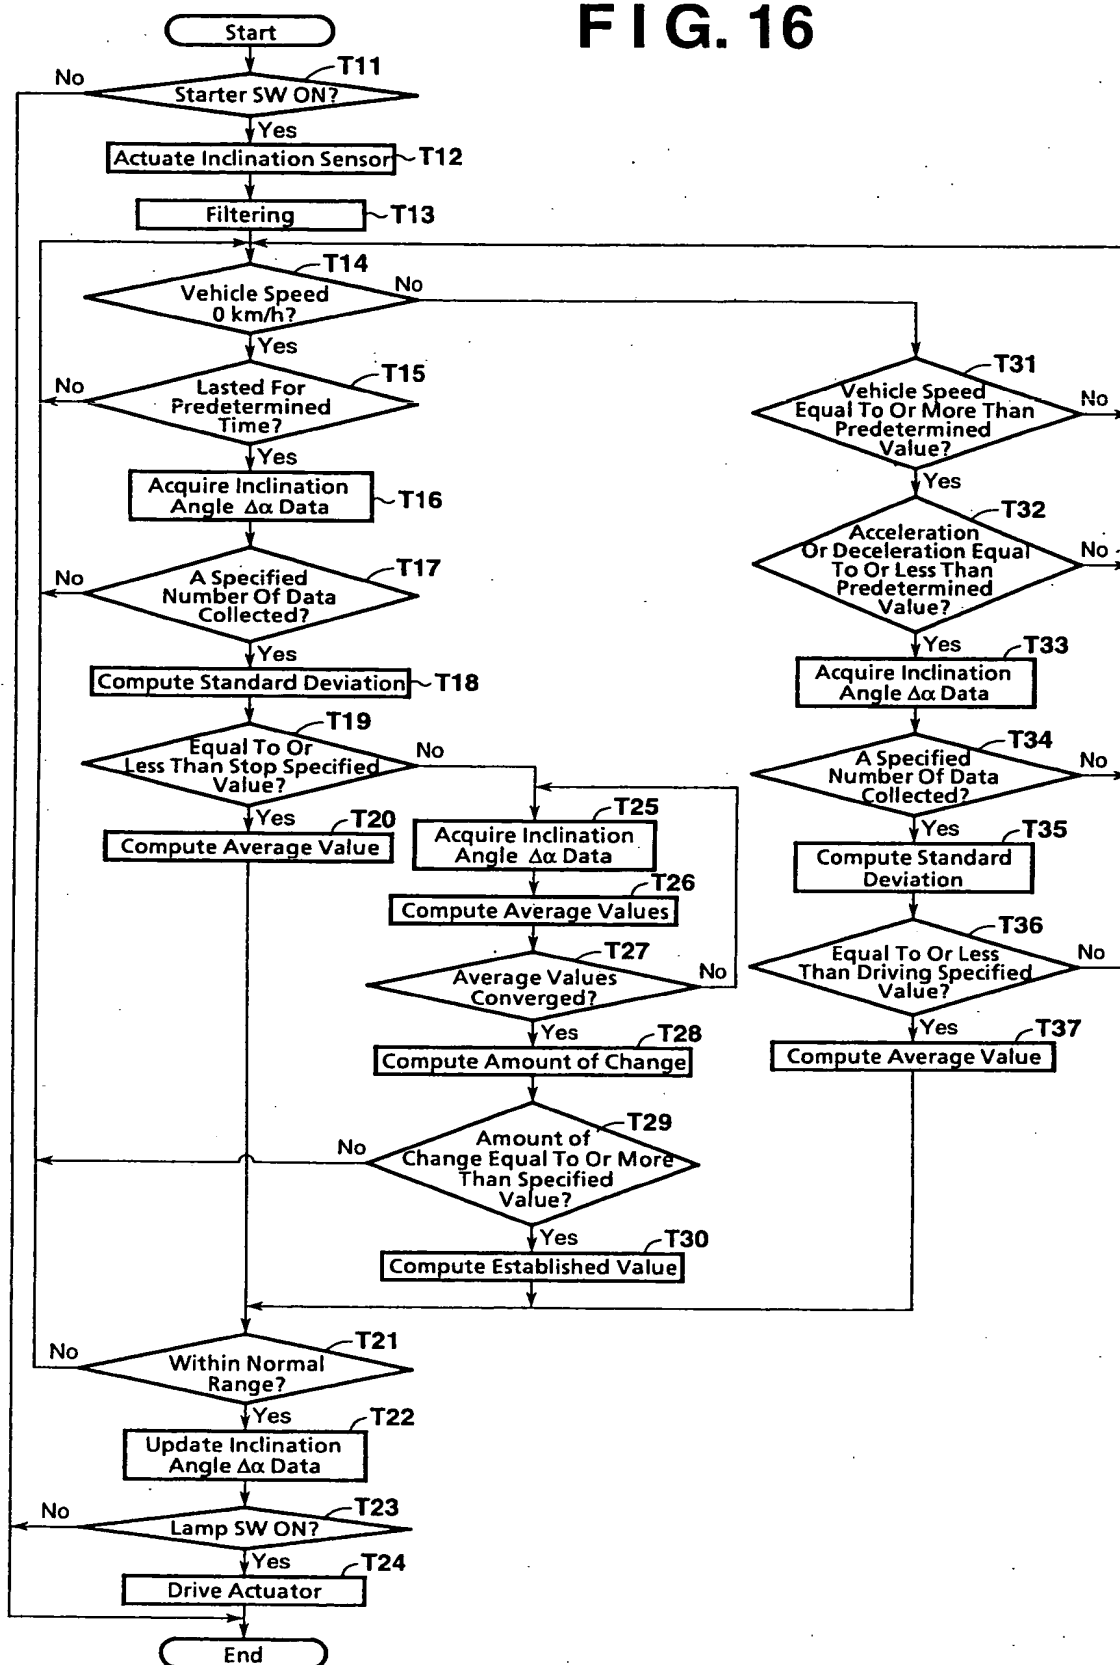 FIG. 16
Start
T11
No
Starter SW ON?
Yes
Actuate Inclination Sensor
T12
Filtering
T13
T14
No
Vehicle Speed
0 km/h?
Yes
T15
No
Lasted For
Predetermined
Time?
Yes
Acquire Inclination
Angle Δα Data
T16
T17
No
A Specified
Number Of Data
Collected?
Yes
Compute Standard Deviation
T18
T19
Equal To Or
Less Than Stop Specified
Value?
No
Yes
T20
Compute Average Value
T25
Acquire Inclination
Angle Δα Data
T26
Compute Average Values
T27
Average Values
Converged?
No
Yes
T28
Compute Amount of Change
T29
No
Amount of
Change Equal To Or More
Than Specified
Value?
Yes
T30
Compute Established Value
T31
Vehicle Speed
Equal To Or More Than
Predetermined
Value?
No
Yes
T32
Acceleration
Or Deceleration Equal
To Or Less Than
Predetermined
Value?
No
Yes
T33
Acquire Inclination
Angle Δα Data
T34
A Specified
Number Of Data
Collected?
No
Yes
T35
Compute Standard
Deviation
T36
Equal To Or Less
Than Driving Specified
Value?
No
Yes
T37
Compute Average Value
T21
No
Within Normal
Range?
Yes
T22
Update Inclination
Angle Δα Data
T23
No
Lamp SW ON?
Yes
T24
Drive Actuator
End